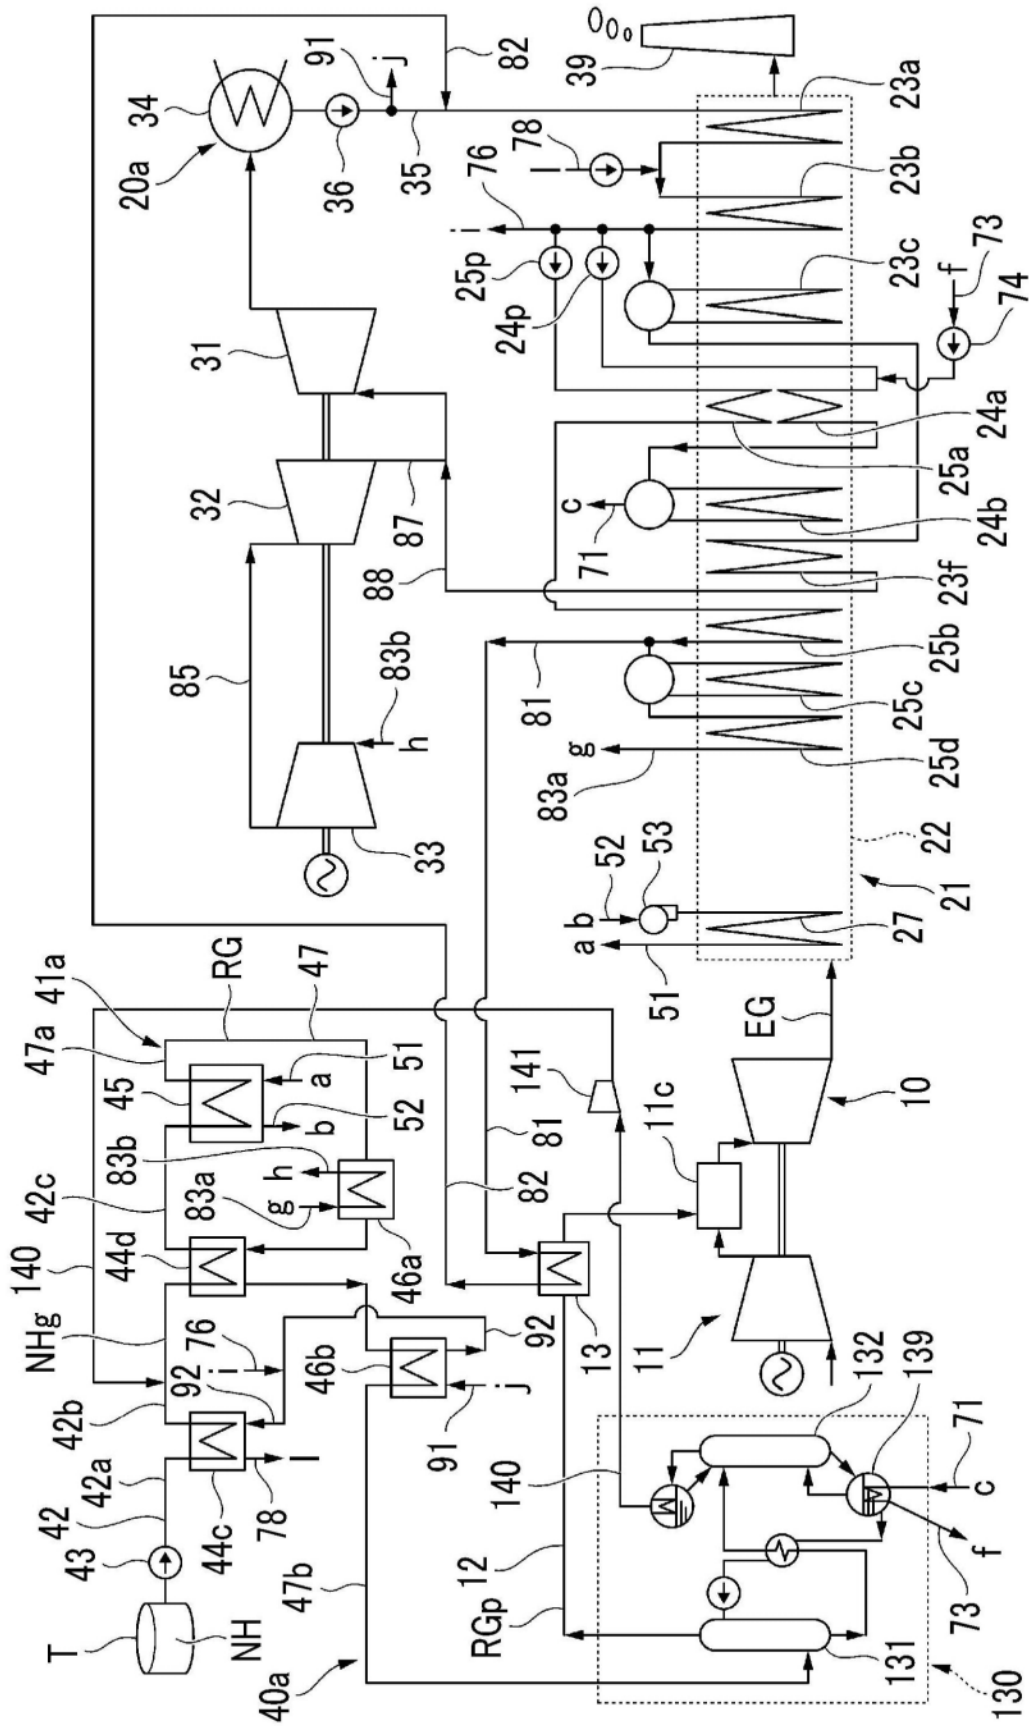 T
NH
43
42
42a
44c
78
l
42b
92
76
i
NHg
140
44d
42c
83a
g
83b
h
46a
45
b
52
47a
41a
a
51
RG
47
46b
91
j
92
40a
47b
RGp
12
140
131
130
132
139
73
f
71
c
13
82
81
141
11
11c
10
EG
33
85
83b
h
32
87
88
31
20a
34
36
91
j
35
82
39
a
51
b
52
53
27
21
22
g
83a
81
25d
25c
25b
23f
24b
c
71
25a
24a
25p
24p
i
76
l
78
73
f
74
23c
23b
23a